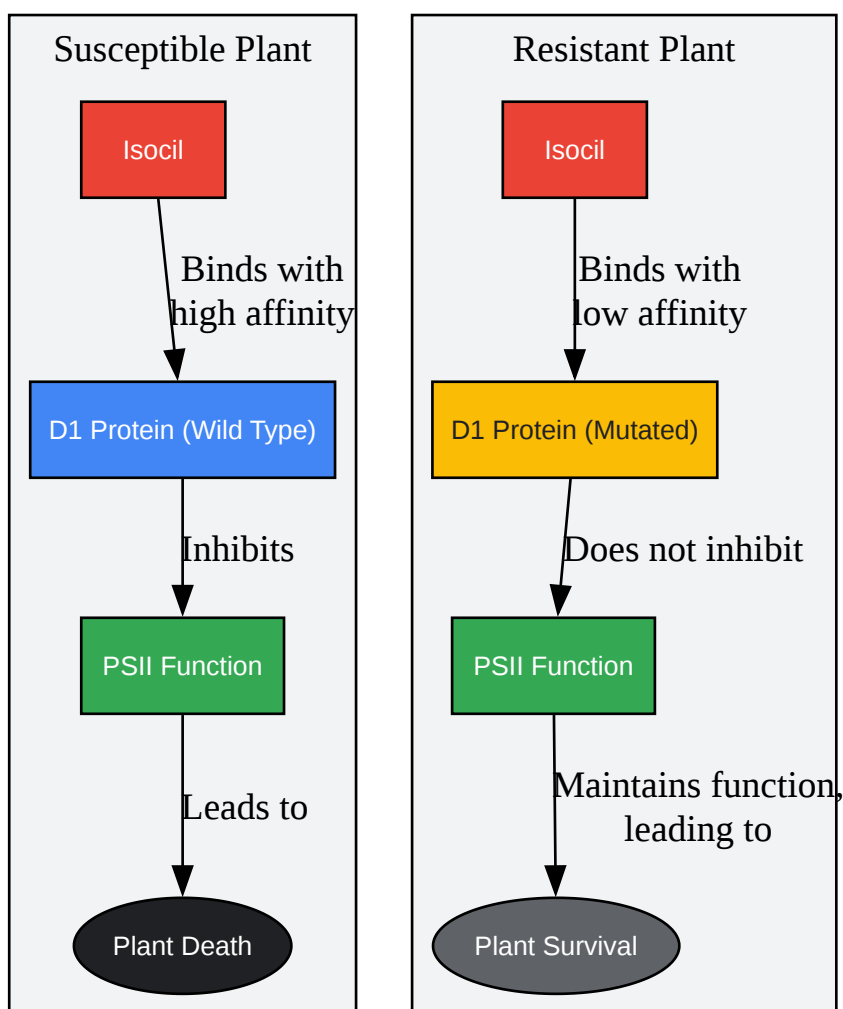 Susceptible Plant
Isocil
Binds with
high affinity
D1 Protein (Wild Type)
Inhibits
PSII Function
Leads to
Plant Death
Resistant Plant
Isocil
Binds with
low affinity
D1 Protein (Mutated)
Does not inhibit
PSII Function
Maintains function,
leading to
Plant Survival